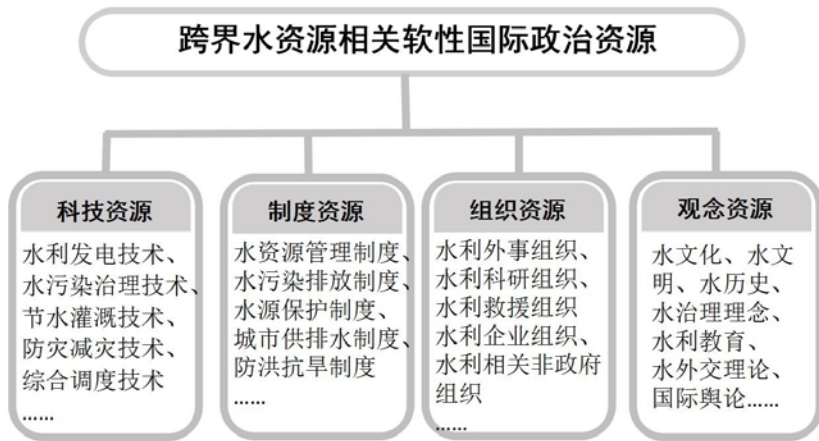 跨界水资源相关软性国际政治资源
科技资源
水利发电技术、
水污染治理技术、
节水灌溉技术、
防灾减灾技术、
综合调度技术
……
制度资源
水资源管理制度、
水污染排放制度、
水源保护制度、
城市供排水制度、
防洪抗旱制度
……
组织资源
水利外事组织、
水利科研组织、
水利救援组织
水利企业组织、
水利相关非政府
组织
……
观念资源
水文化、水文
明、水历史、
水治理理念、
水利教育、
水外交理论、
国际舆论……